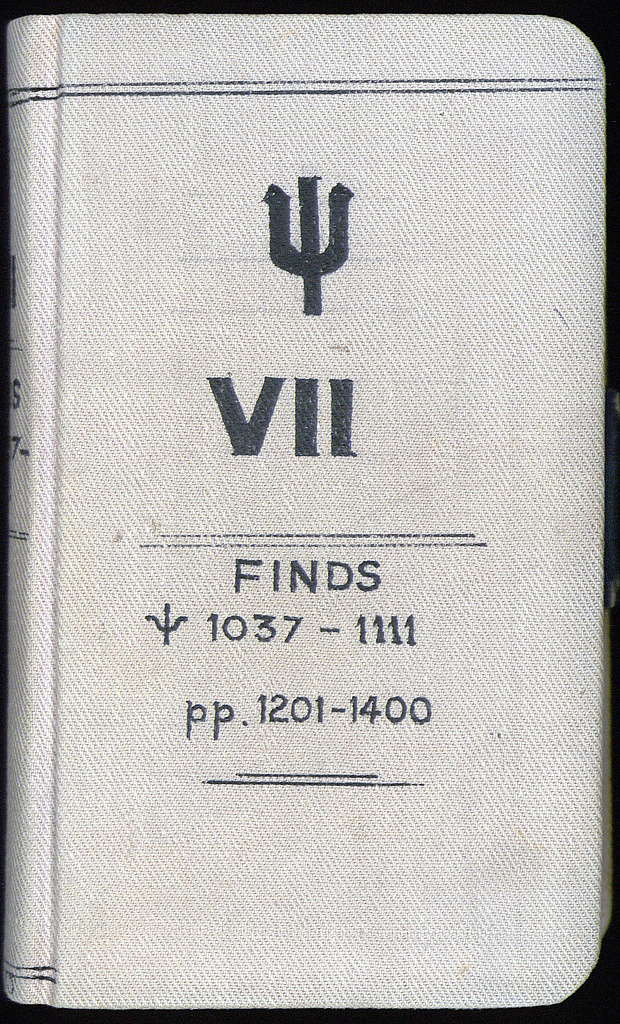 Ψ
VII
FINDS
Ψ 1037 - 1111
pp. 1201-1400